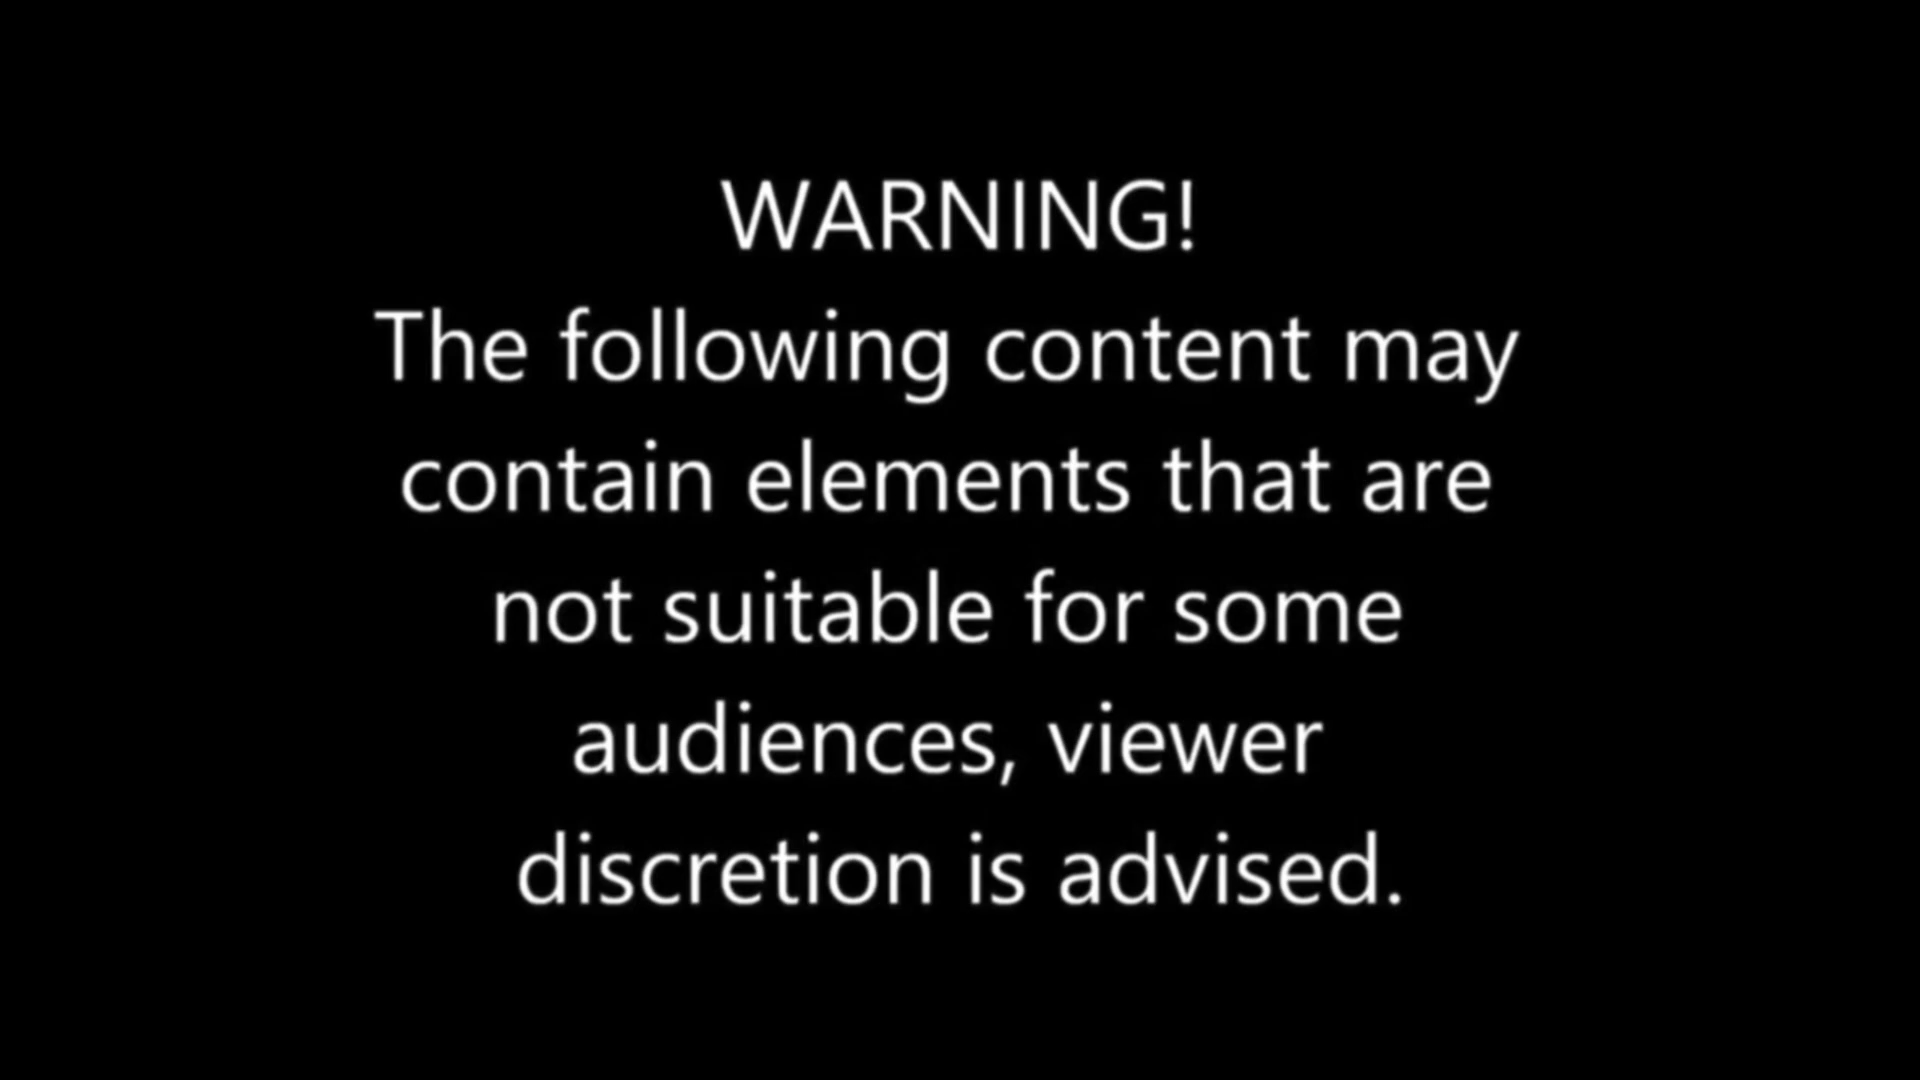 WARNING!
The following content may
contain elements that are
not suitable for some
audiences, viewer
discretion is advised.